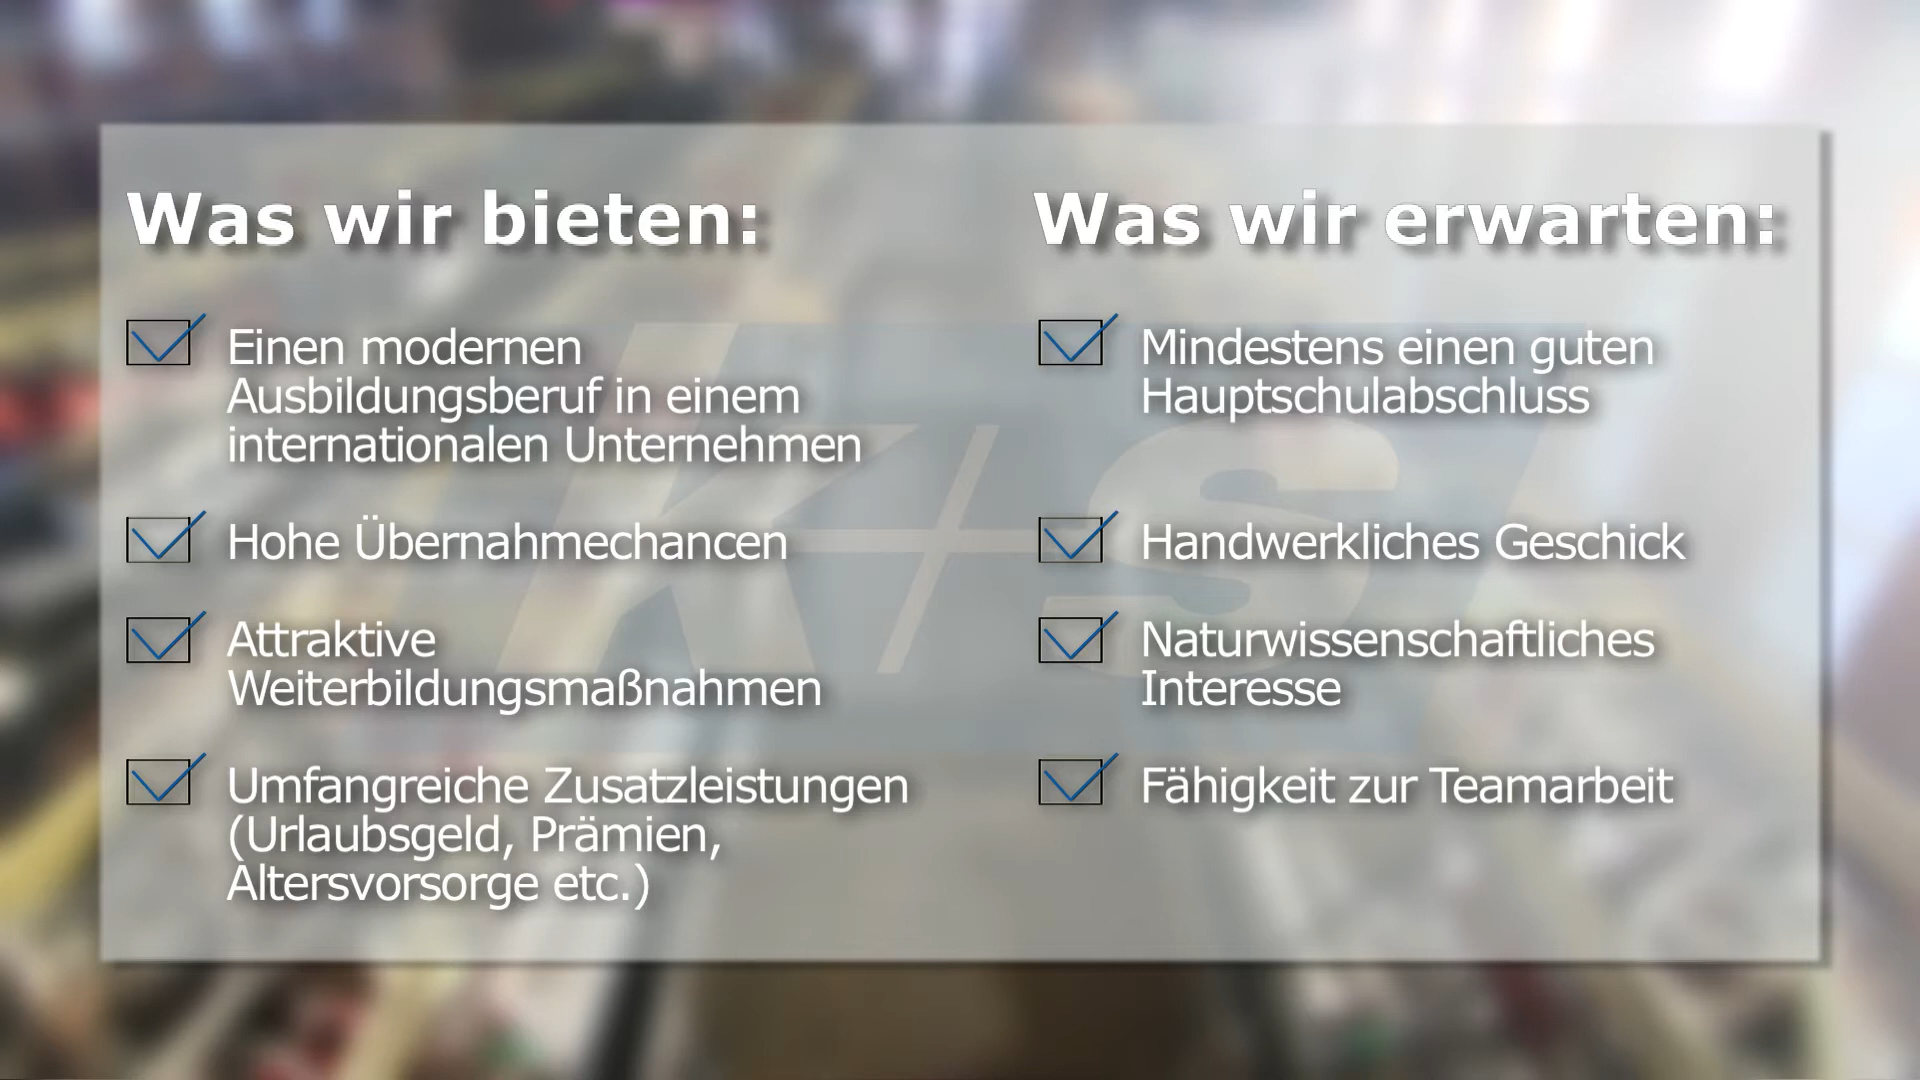 Was wir bieten:
Einen modernen
Ausbildungsberuf in einem
internationalen Unternehmen
Hohe Übernahmechancen
Attraktive
Weiterbildungsmaßnahmen
Umfangreiche Zusatzleistungen
(Urlaubsgeld, Prämien,
Altersvorsorge etc.)
Was wir erwarten:
Mindestens einen guten
Hauptschulabschluss
Handwerkliches Geschick
Naturwissenschaftliches
Interesse
Fähigkeit zur Teamarbeit
K+S